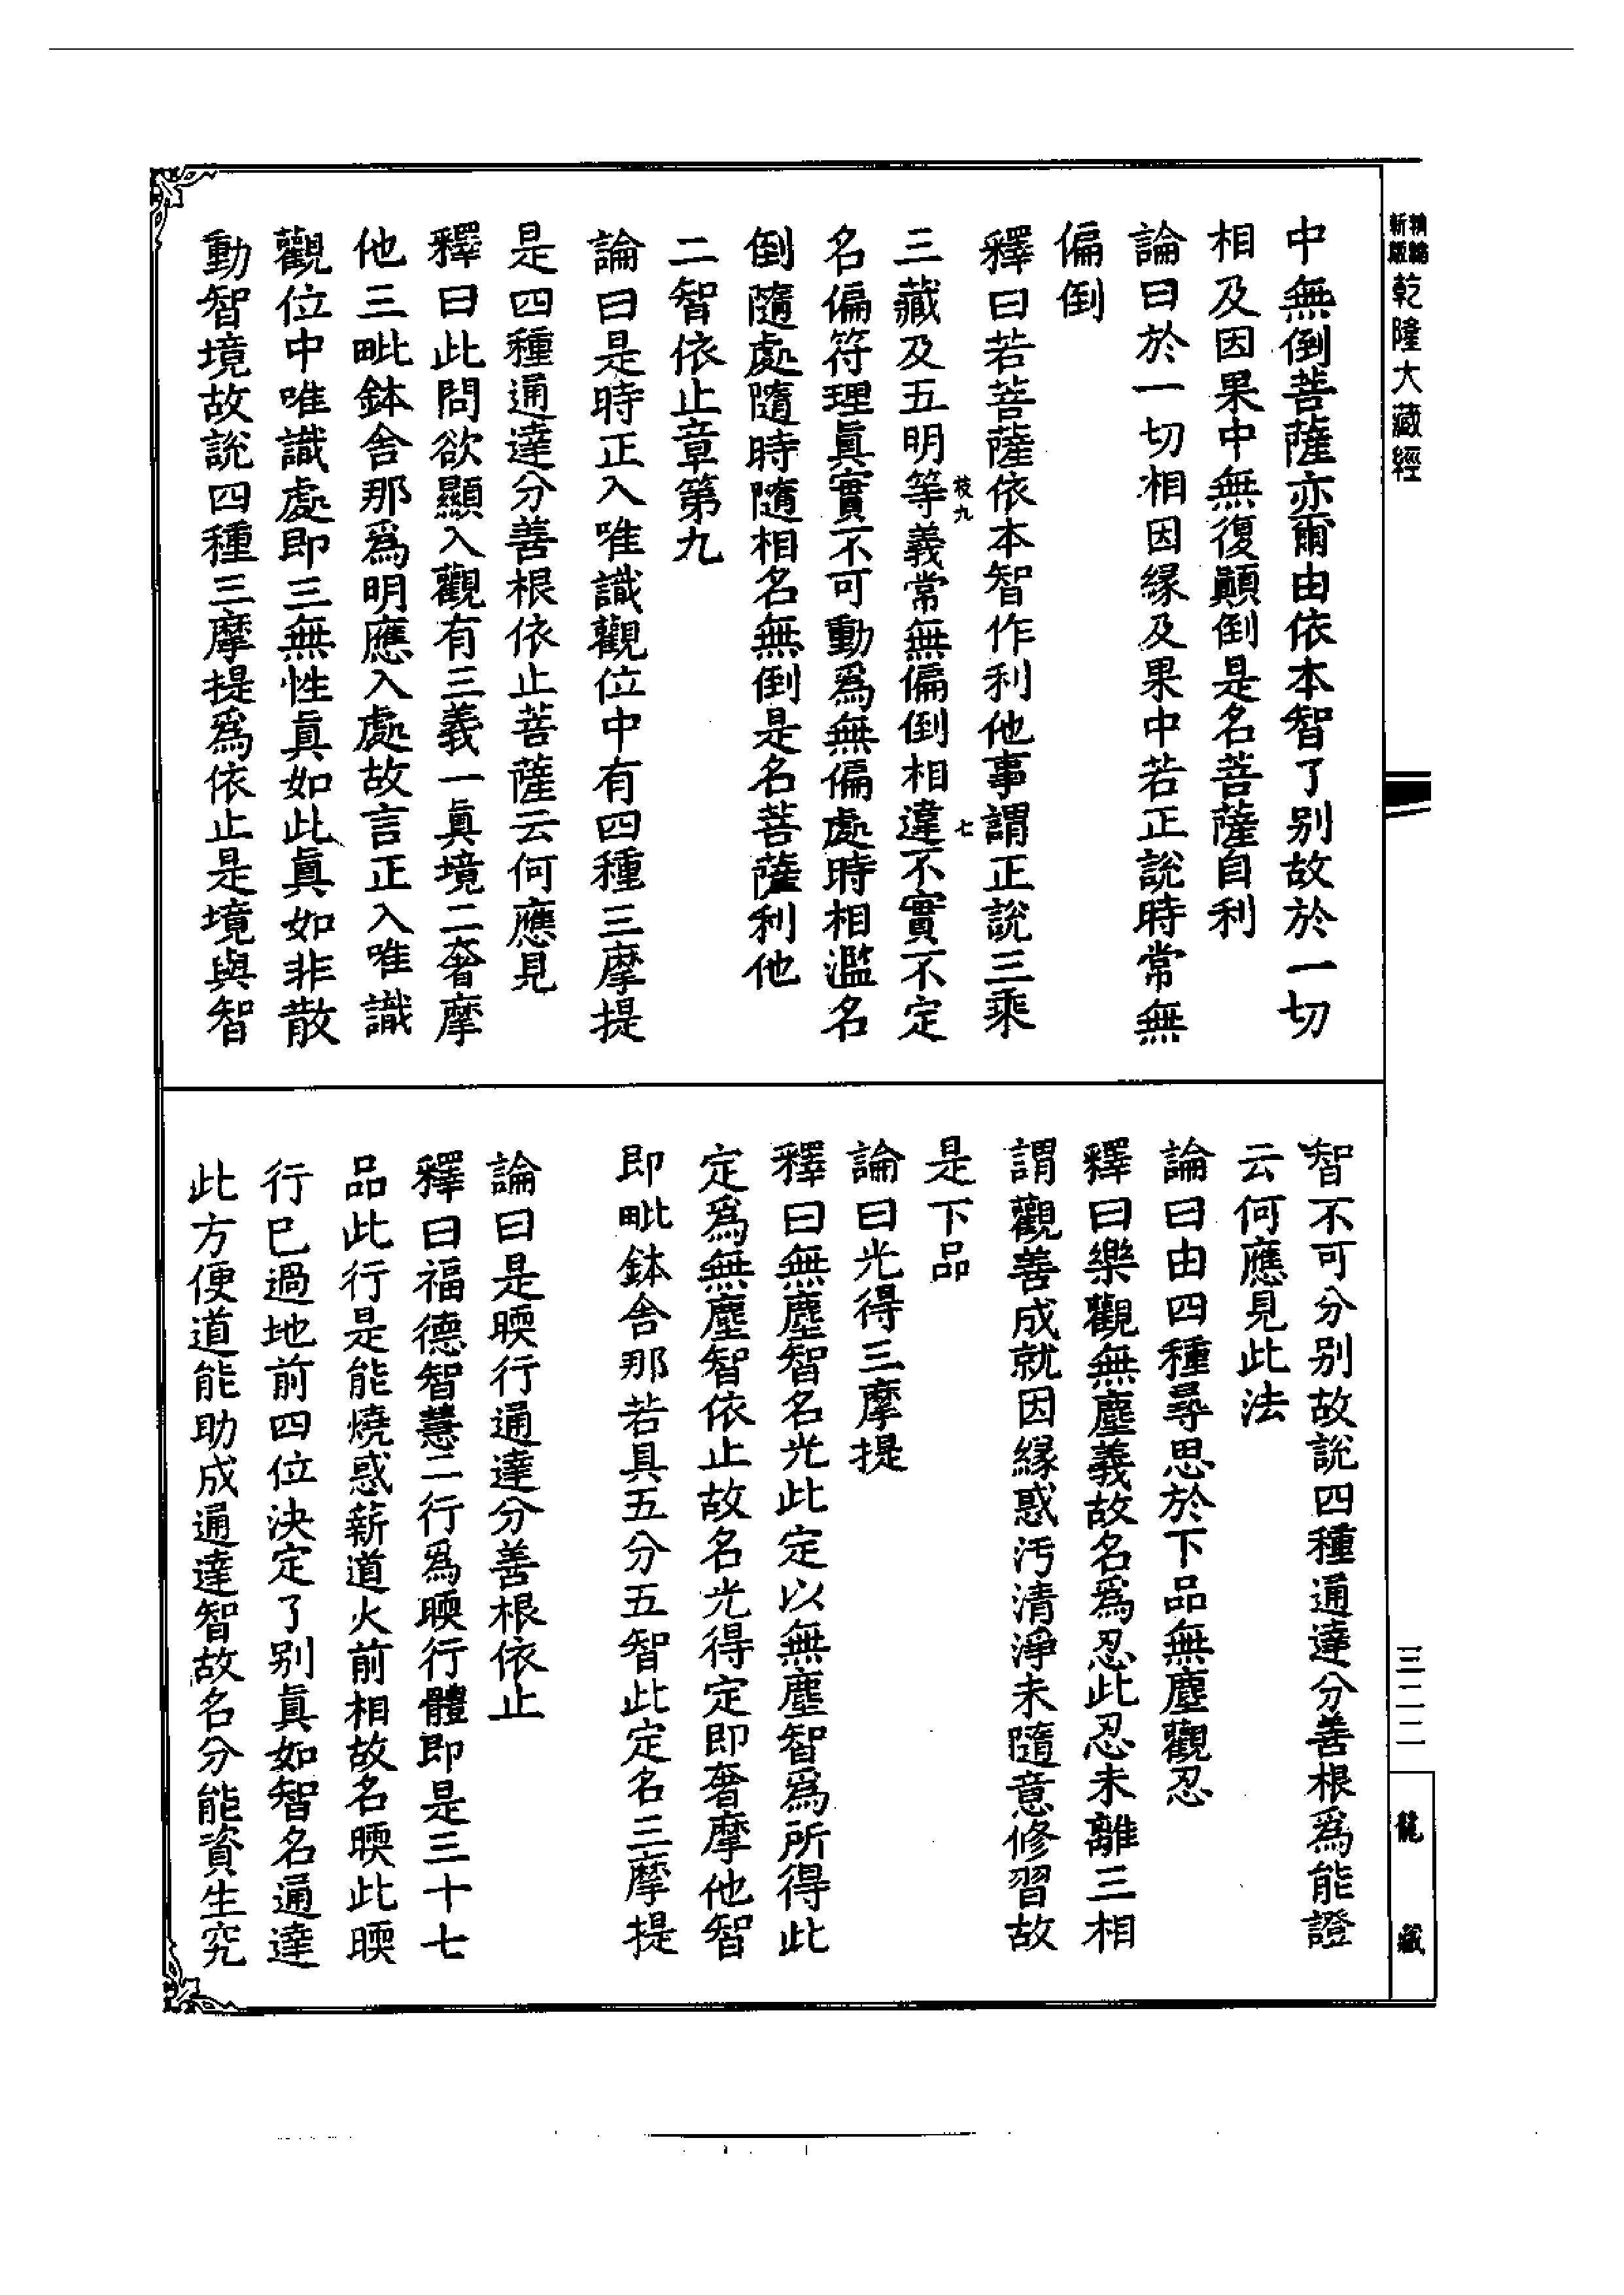 精縮新版乾隆大藏經
中無倒菩薩亦爾由依本智了別故於一切
相及因果中無復顚倒是名菩薩自利
論曰於一切相因緣及果中若正說時常無
偏倒
釋曰若菩薩依本智作利他事謂正說三乘
三藏及五明等義常無偏倒相違不實不定
枝九 七
名偏符理眞實不可動爲無偏處時相濫名
倒隨處隨時隨相名無倒是名菩薩利他
二智依止章第九
論曰是時正入唯識觀位中有四種三摩提
是四種通達分善根依止菩薩云何應見
釋曰此問欲顯入觀有三義一眞境二奢摩
他三毗鉢舍那爲明應入處故言正入唯識
觀位中唯識處即三無性眞如此眞如非散
動智境故說四種三摩提爲依止是境與智
智不可分別故說四種通達分善根爲能證
云何應見此法
論曰由四種尋思於下品無塵觀忍
釋曰樂觀無塵義故名爲忍此忍未離三相
謂觀善成就因緣惑汚清淨未隨意修習故
是下品
論曰光得三摩提
釋曰無塵智名光此定以無塵智爲所得此
定爲無塵智依止故名光得定即奢摩他智
即毗鉢舍那若具五分五智此定名三摩提
論曰是暝行通達分善根依止
釋曰福德智慧二行爲暝行體即是三十七
品此行是能燒惑薪道火前相故名暝此暝
行巳過地前四位決定了別眞如智名通達
此方便道能助成通達智故名分能資生究
三二二
龍藏